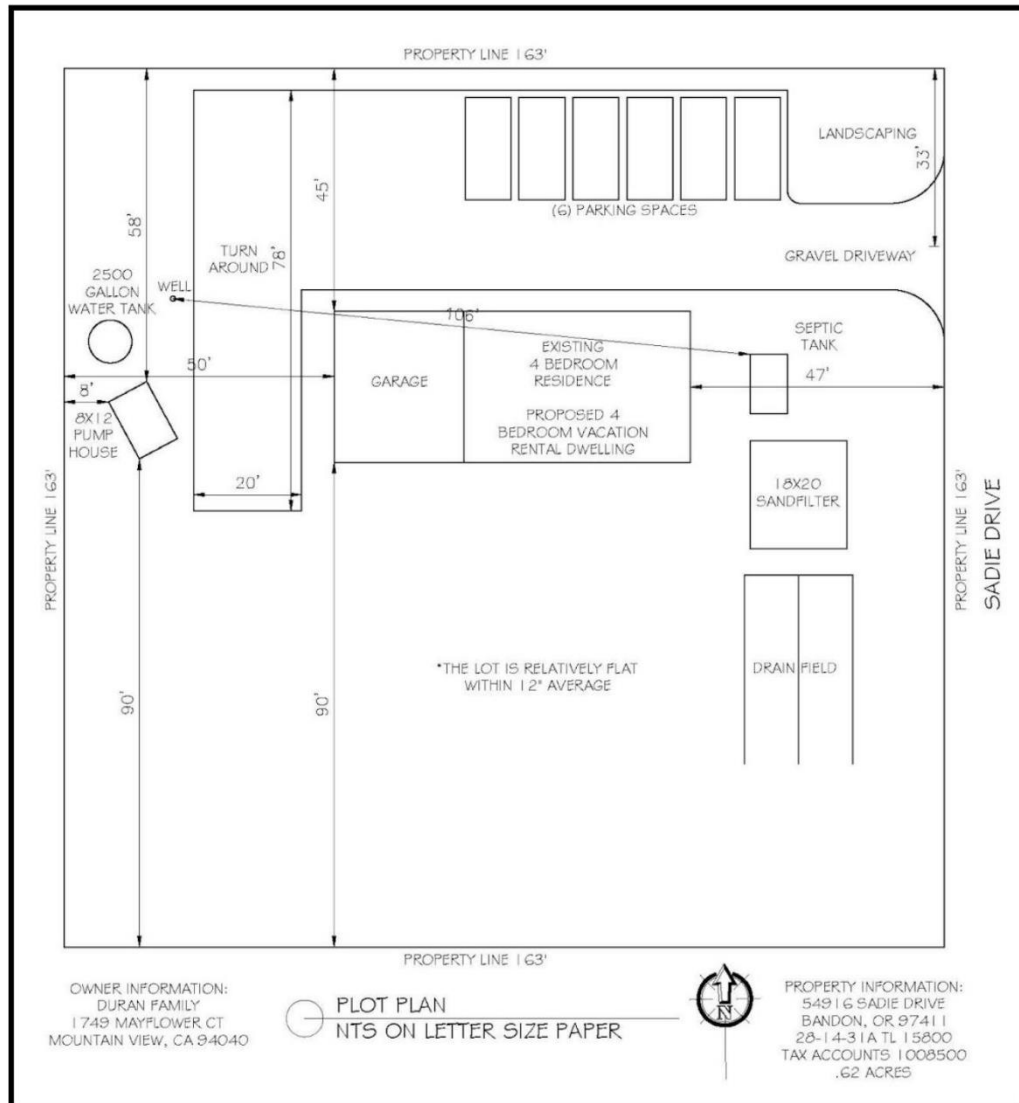 PROPERTY LINE 163'
LANDSCAPING
33'
45'
58'
(6) PARKING SPACES
TURN
AROUND
78'
GRAVEL DRIVEWAY
2500
GALLON
WATER TANK
WELL
106'
SEPTIC
TANK
EXISTING
4 BEDROOM
RESIDENCE
GARAGE
50'
47'
8'
8X12
PUMP
HOUSE
PROPOSED 4
BEDROOM VACATION
RENTAL DWELLING
20'
18X20
SANDFILTER
PROPERTY LINE 163'
PROPERTY LINE 163'
SADIE DRIVE
*THE LOT IS RELATIVELY FLAT
WITHIN 12" AVERAGE
DRAIN FIELD
90'
90'
PROPERTY LINE 163'
OWNER INFORMATION:
DURAN FAMILY
1749 MAYFLOWER CT
MOUNTAIN VIEW, CA 94040
PLOT PLAN
NTS ON LETTER SIZE PAPER
N
PROPERTY INFORMATION:
54916 SADIE DRIVE
BANDON, OR 97411
28-14-31A TL 15800
TAX ACCOUNTS 1008500
.62 ACRES